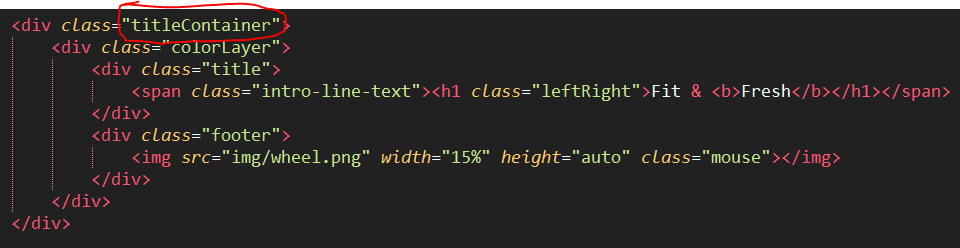 <div class="titleContainer">
<div class="colorLayer">
<div class="title">
<span class="intro-line-text"><h1 class="leftRight">Fit & <b>Fresh</b></h1></span>
</div>
<div class="footer">
<img src="img/wheel.png" width="15%" height="auto" class="mouse"></img>
</div>
</div>
</div>